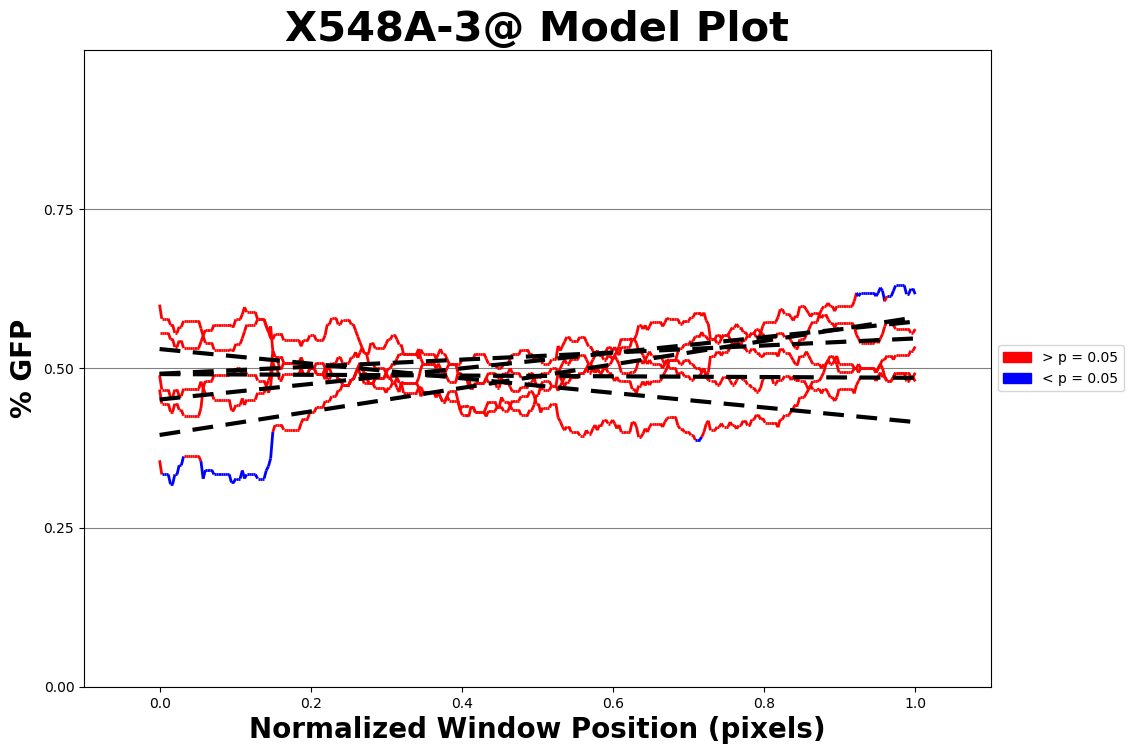 X548A-3@ Model Plot
% GFP
0.75
0.50
0.25
0.00
0.0 0.2 0.4 0.6 0.8 1.0
Normalized Window Position (pixels)
> p = 0.05
< p = 0.05